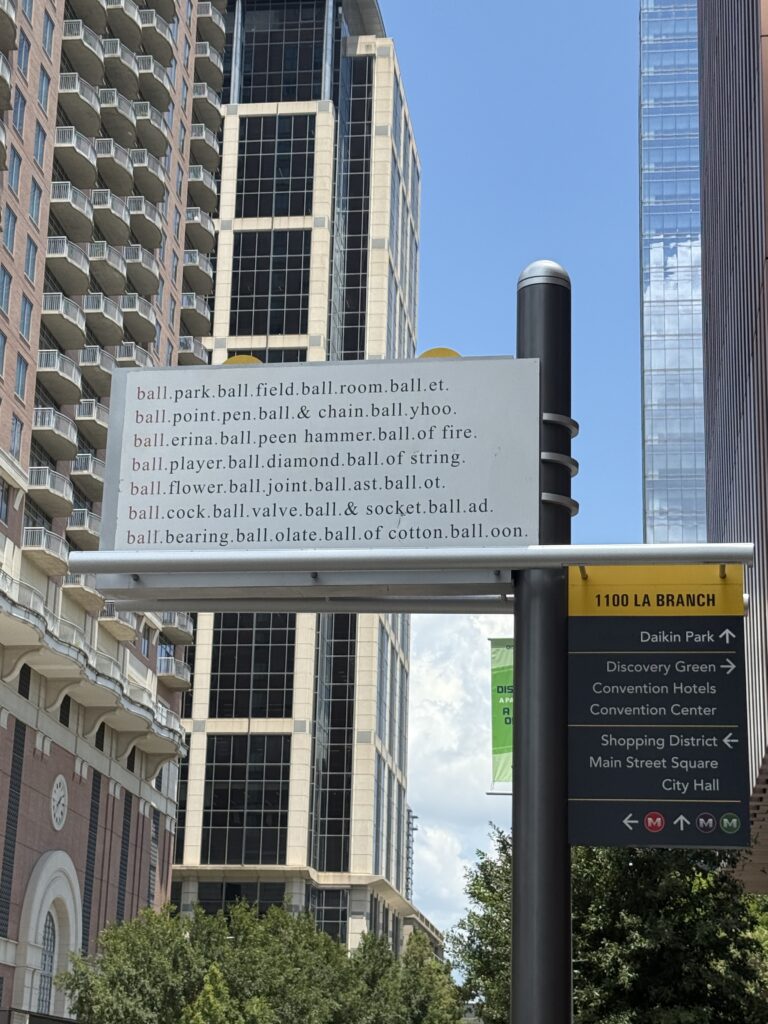 ball.park.ball.field.ball.room.ball.et.
ball.point.pen.ball.& chain.ball.yhoo.
ball.erina.ball.peen hammer.ball.of fire.
ball.player.ball.diamond.ball.of string.
ball.flower.ball.joint.ball.ast.ball.ot.
ball.cock.ball.valve.ball.& socket.ball.ad.
ball.bearing.ball.olate.ball.of cotton.ball.oon.
1100 LA BRANCH
Daikin Park ↑
Discovery Green →
Convention Hotels
Convention Center
Shopping District ←
Main Street Square
City Hall
← M ↑ M M
DIS
A PA